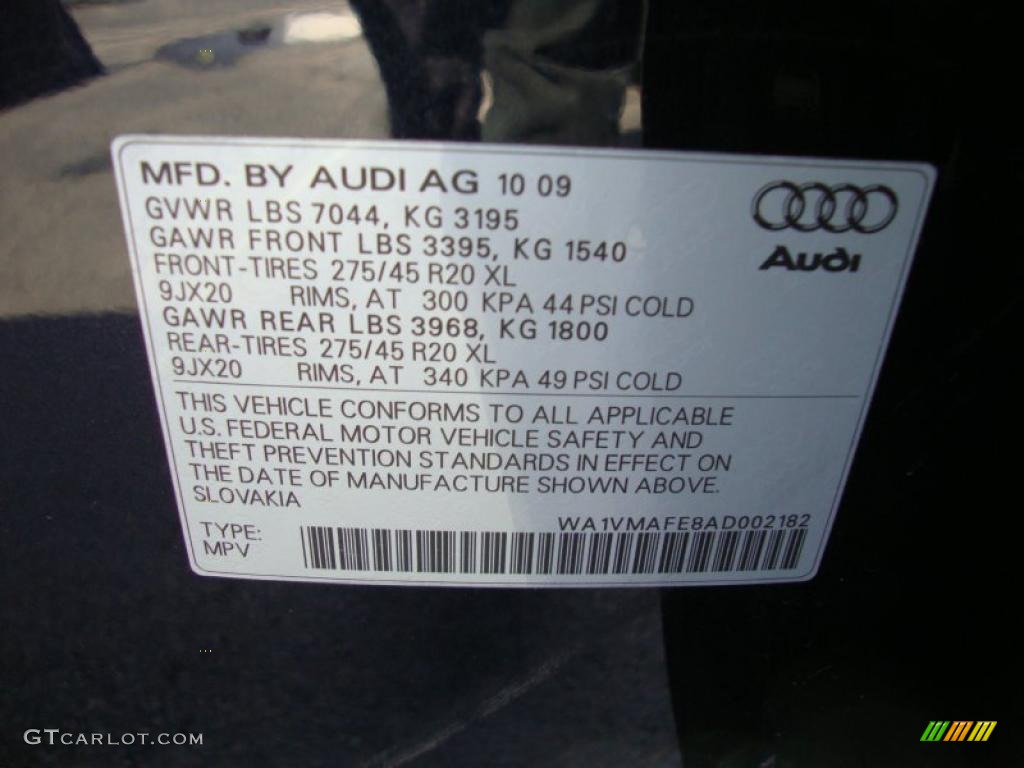 MFD. BY AUDI AG 10 09
GVWR LBS 7044, KG 3195
GAWR FRONT LBS 3395, KG 1540
FRONT-TIRES 275/45 R20 XL
9JX20 RIMS, AT 300 KPA 44 PSI COLD
GAWR REAR LBS 3968, KG 1800
REAR-TIRES 275/45 R20 XL
9JX20 RIMS, AT 340 KPA 49 PSI COLD
Audi
THIS VEHICLE CONFORMS TO ALL APPLICABLE
U.S. FEDERAL MOTOR VEHICLE SAFETY AND
THEFT PREVENTION STANDARDS IN EFFECT ON
THE DATE OF MANUFACTURE SHOWN ABOVE.
SLOVAKIA
WA1VMAFE8AD002182
TYPE:
MPV
GTCARLOT.COM